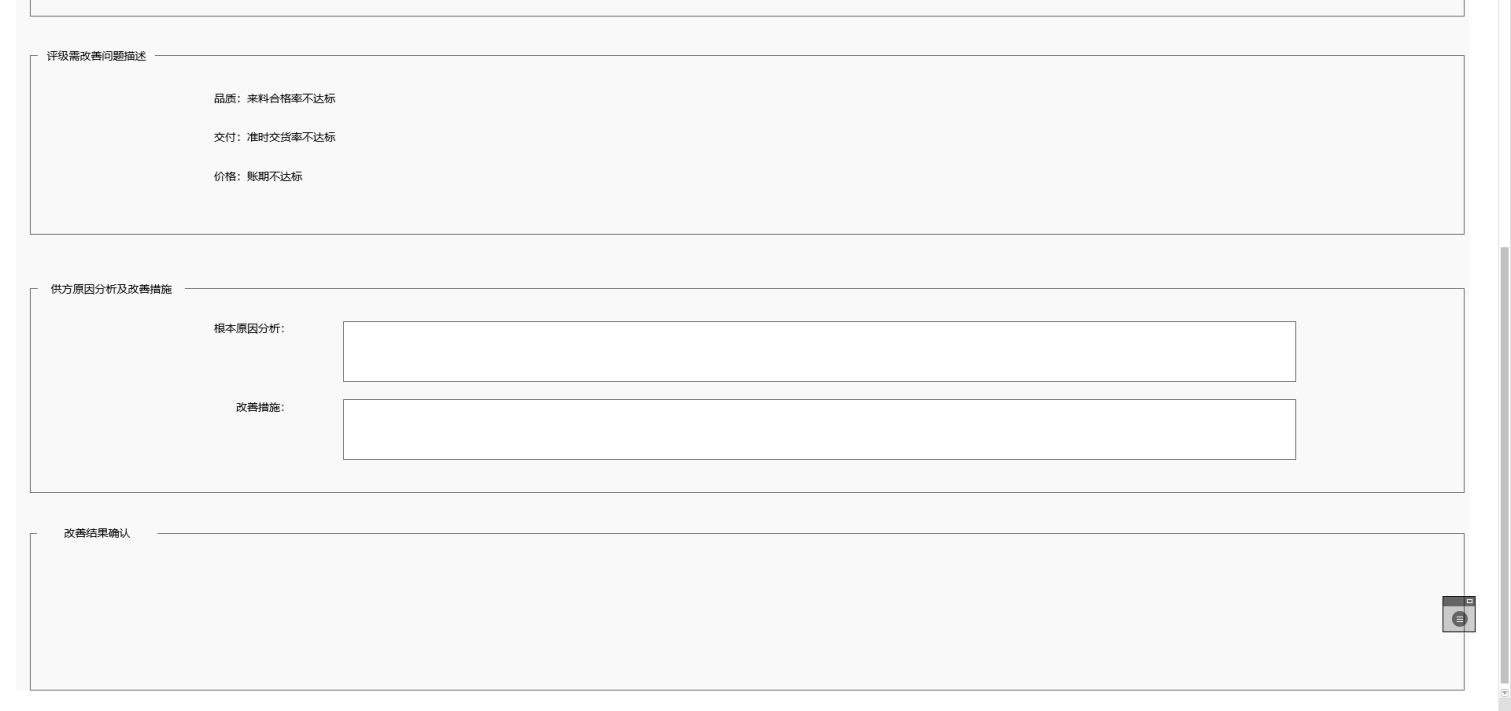 评级需改善问题描述
品质：来料合格率不达标
交付：准时交货率不达标
价格：账期不达标
供方原因分析及改善措施
根本原因分析：
改善措施：
改善结果确认